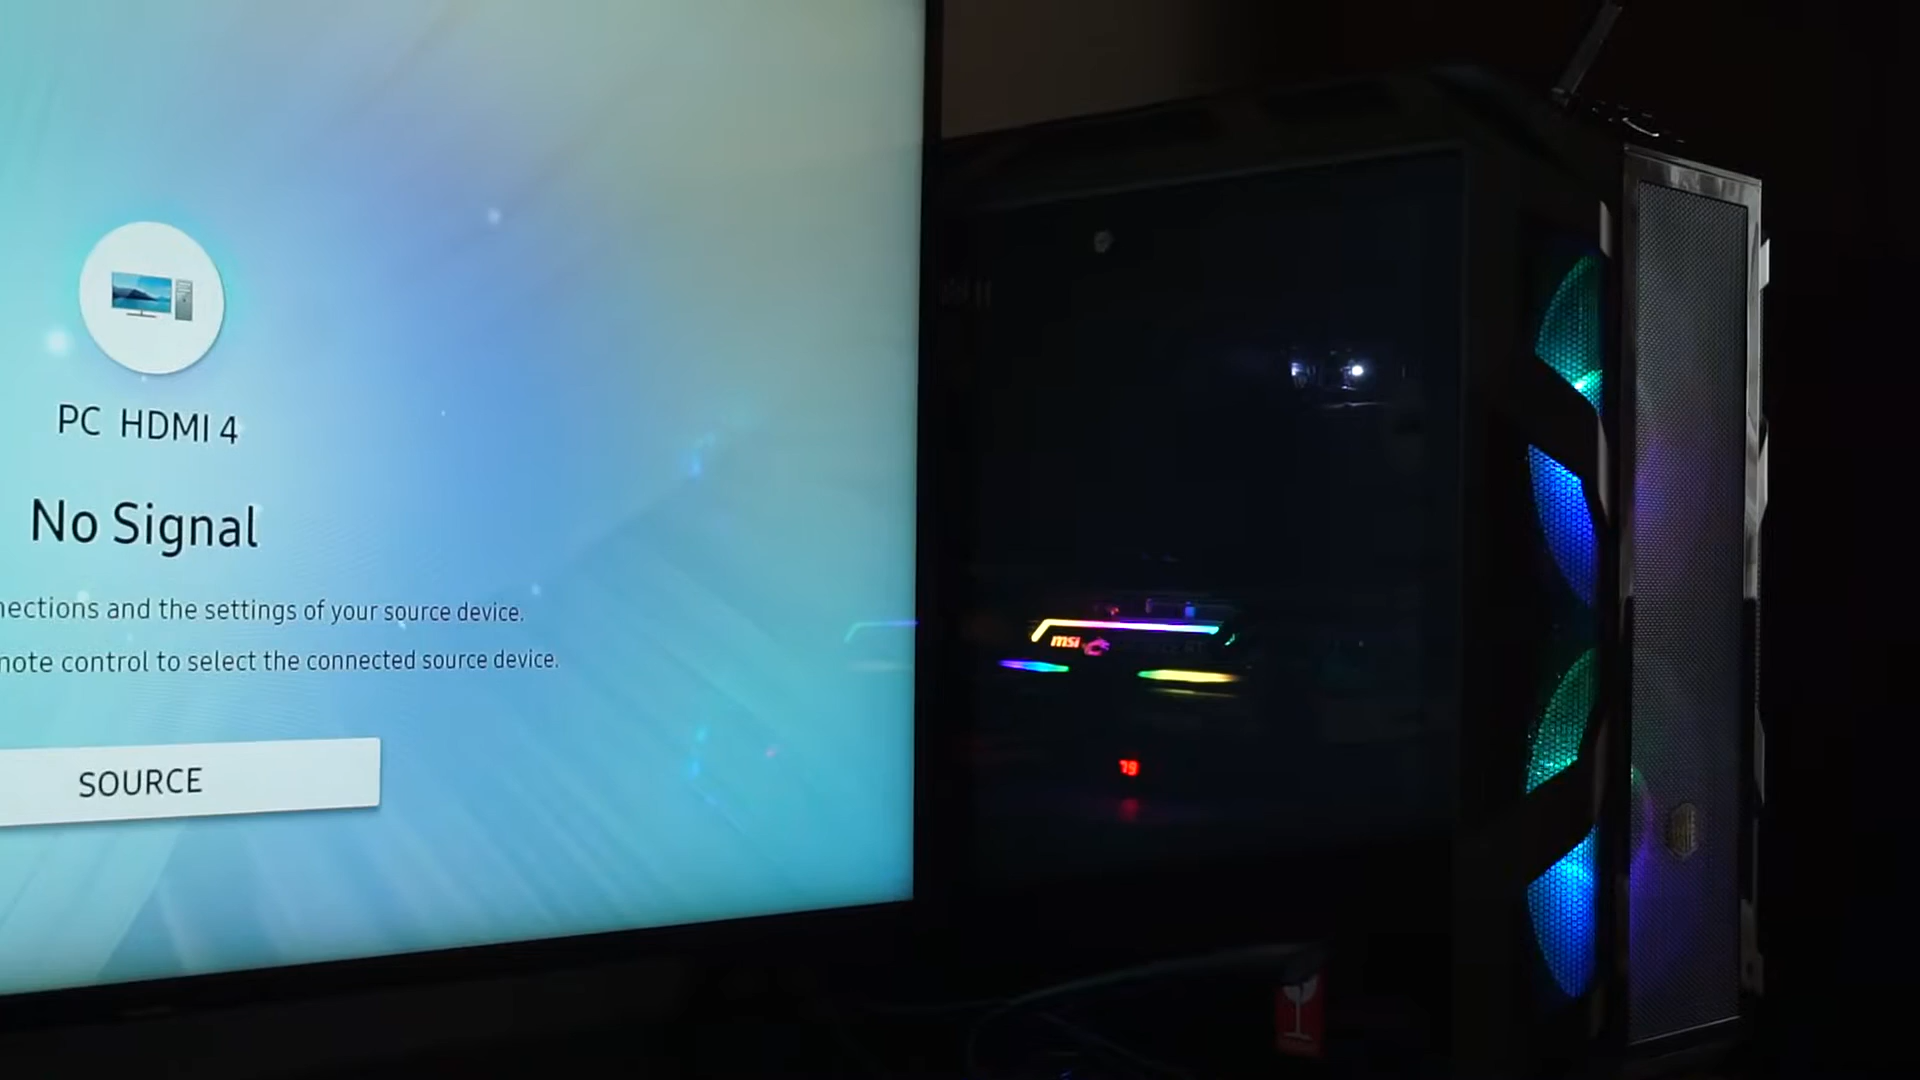 PC HDMI 4
No Signal
nections and the settings of your source device.
note control to select the connected source device.
SOURCE
msi
79